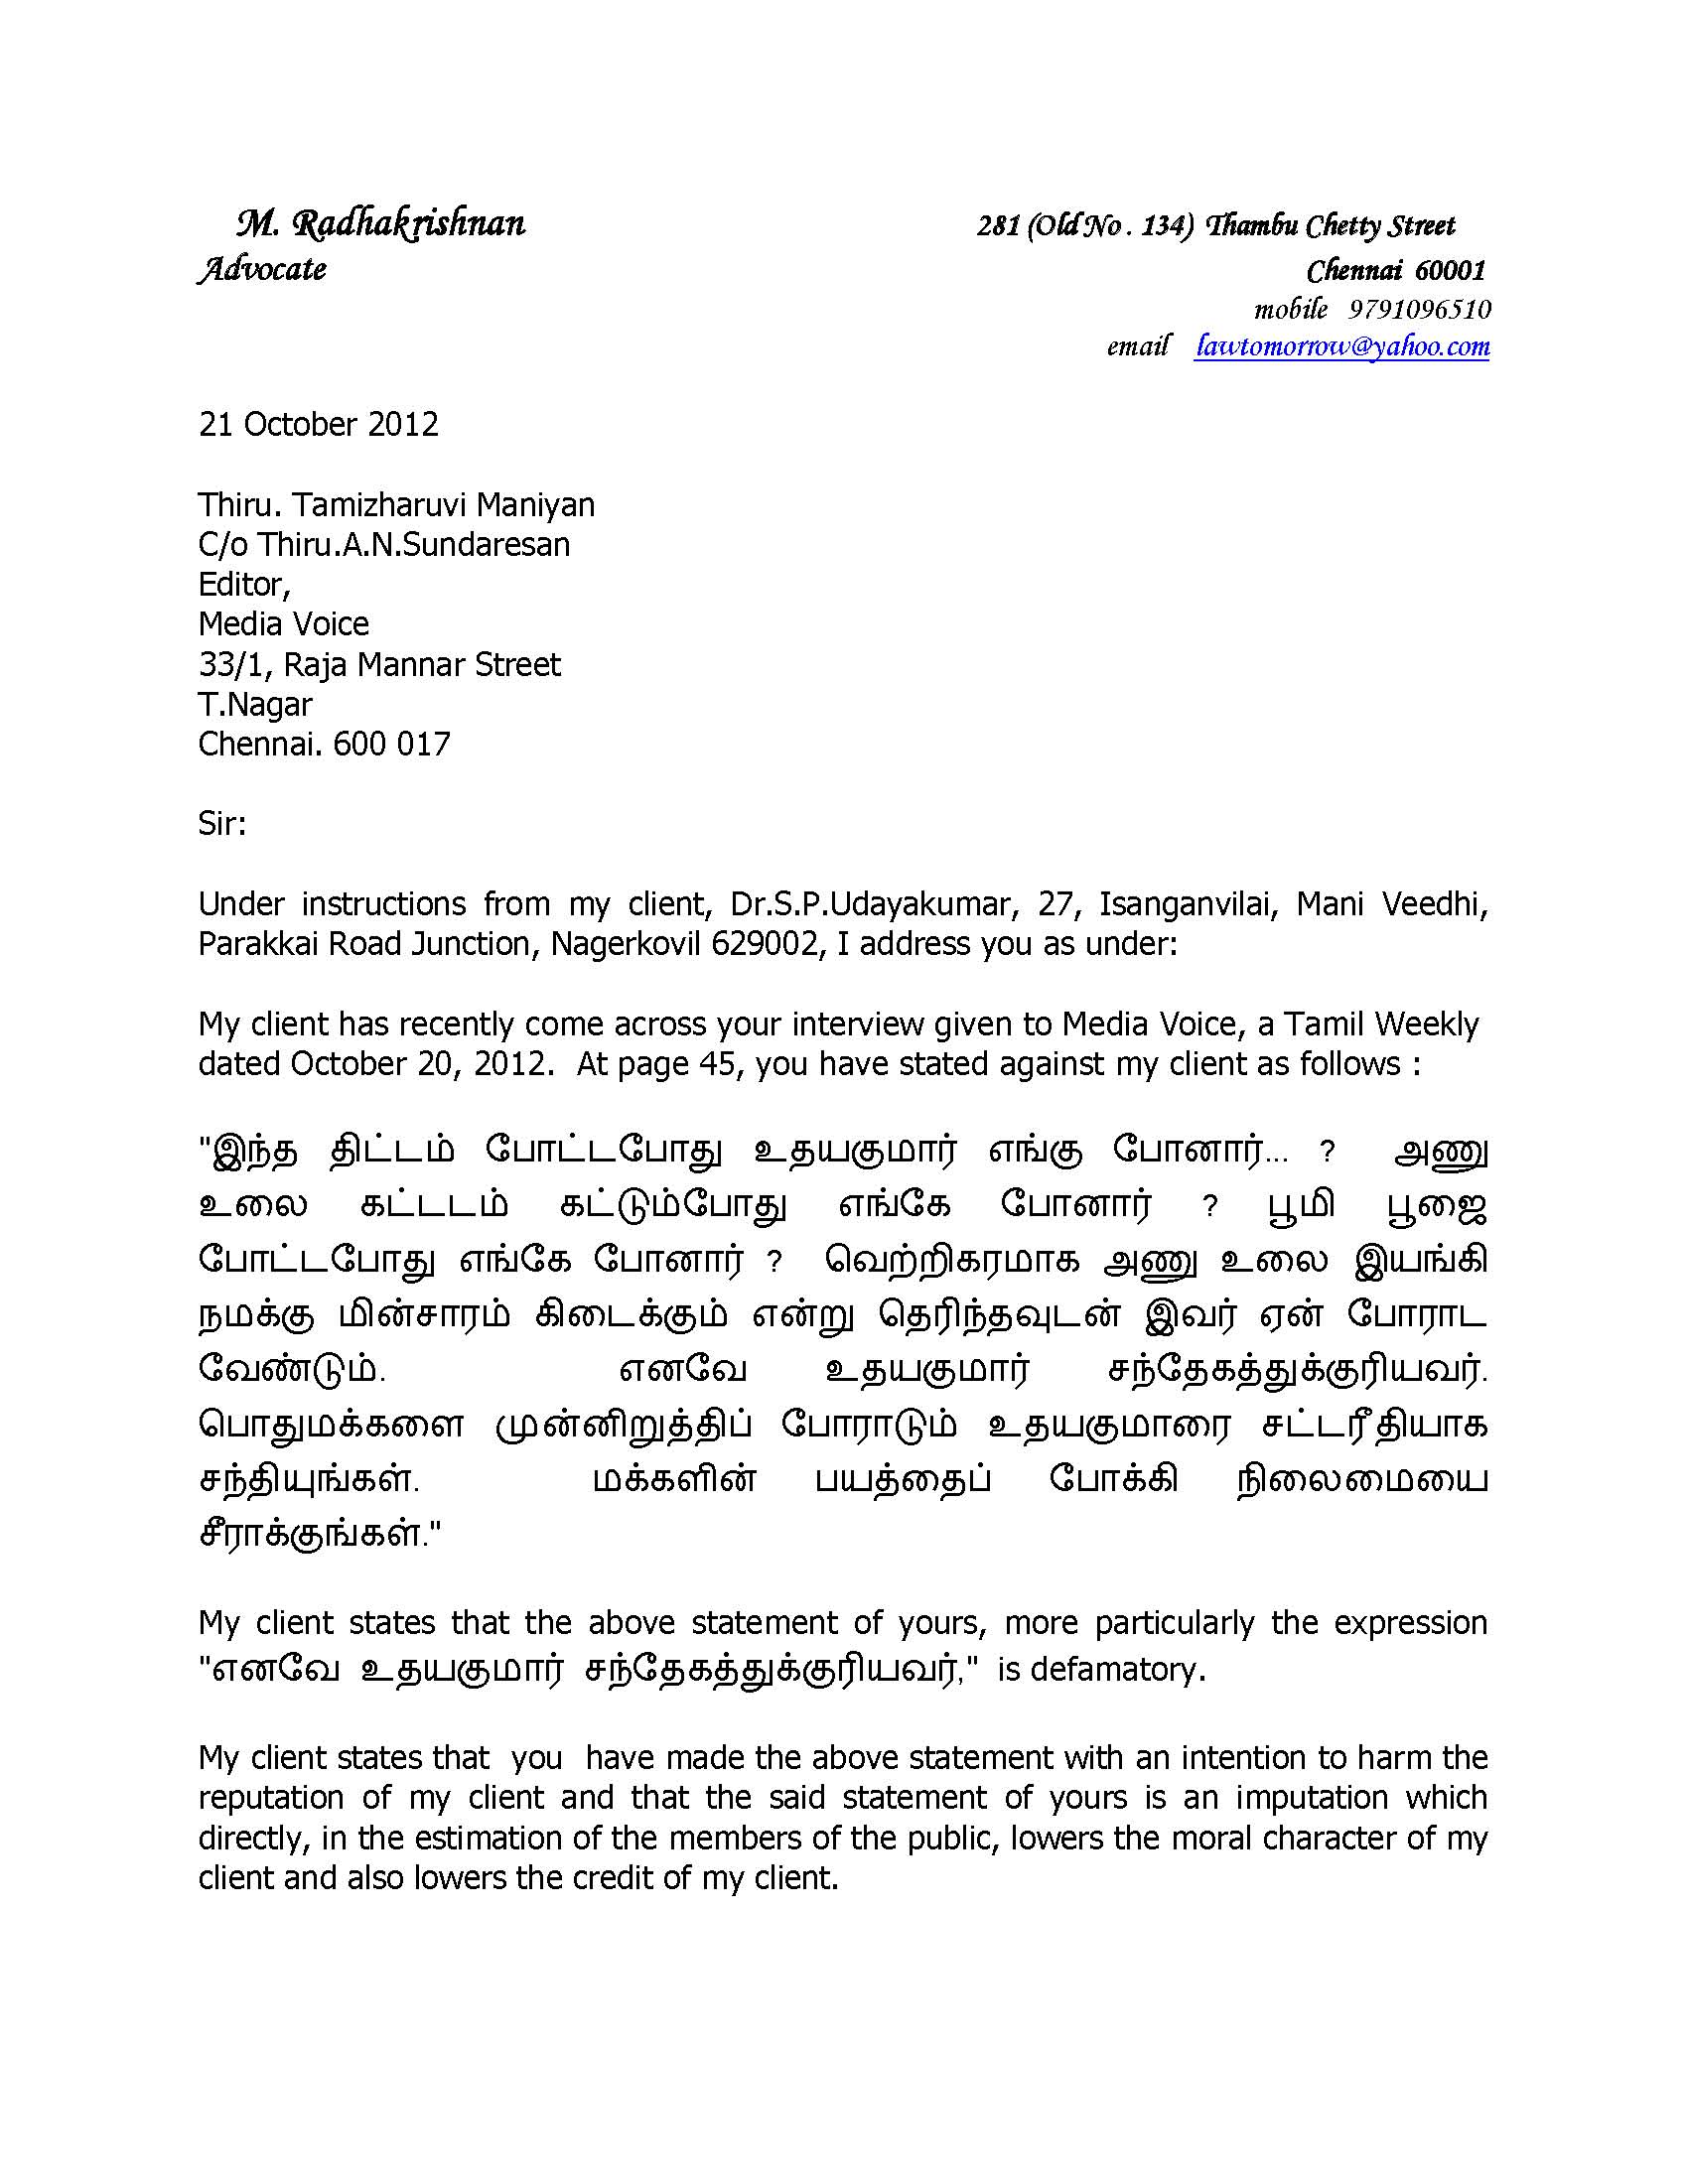 M. Radhakrishnan 281 (Old No . 134) Thambu Chetty Street
Advocate Chennai 60001
mobile 9791096510
email lawtomorrow@yahoo.com
21 October 2012
Thiru. Tamizharuvi Maniyan
C/o Thiru.A.N.Sundaresan
Editor,
Media Voice
33/1, Raja Mannar Street
T.Nagar
Chennai. 600 017
Sir:
Under instructions from my client, Dr.S.P.Udayakumar, 27, Isanganvilai, Mani Veedhi,
Parakkai Road Junction, Nagerkovil 629002, I address you as under:
My client has recently come across your interview given to Media Voice, a Tamil Weekly
dated October 20, 2012. At page 45, you have stated against my client as follows :
"இந்த திட்டம் போட்டபோது உதயகுமார் எங்கு போனார்... ? அணு
உலை கட்டடம் கட்டும்போது எங்கே போனார் ? பூமி பூஜை
போட்டபோது எங்கே போனார் ? வெற்றிகரமாக அணு உலை இயங்கி
நமக்கு மின்சாரம் கிடைக்கும் என்று தெரிந்தவுடன் இவர் ஏன் போராட
வேண்டும். எனவே உதயகுமார் சந்தேகத்துக்குரியவர்.
பொதுமக்களை முன்னிறுத்திப் போராடும் உதயகுமாரை சட்டரீதியாக
சந்தியுங்கள். மக்களின் பயத்தைப் போக்கி நிலைமையை
சீராக்குங்கள்."
My client states that the above statement of yours, more particularly the expression
"எனவே உதயகுமார் சந்தேகத்துக்குரியவர்," is defamatory.
My client states that you have made the above statement with an intention to harm the
reputation of my client and that the said statement of yours is an imputation which
directly, in the estimation of the members of the public, lowers the moral character of my
client and also lowers the credit of my client.